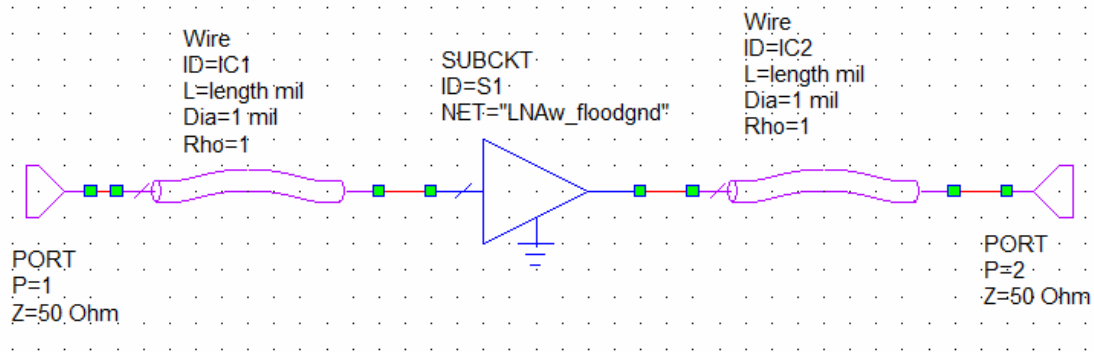 Wire
ID=IC1
L=length mil
Dia=1 mil
Rho=1
SUBCKT
ID=S1
NET="LNAw_floodgnd"
Wire
ID=IC2
L=length mil
Dia=1 mil
Rho=1
PORT
P=1
Z=50 Ohm
PORT
P=2
Z=50 Ohm